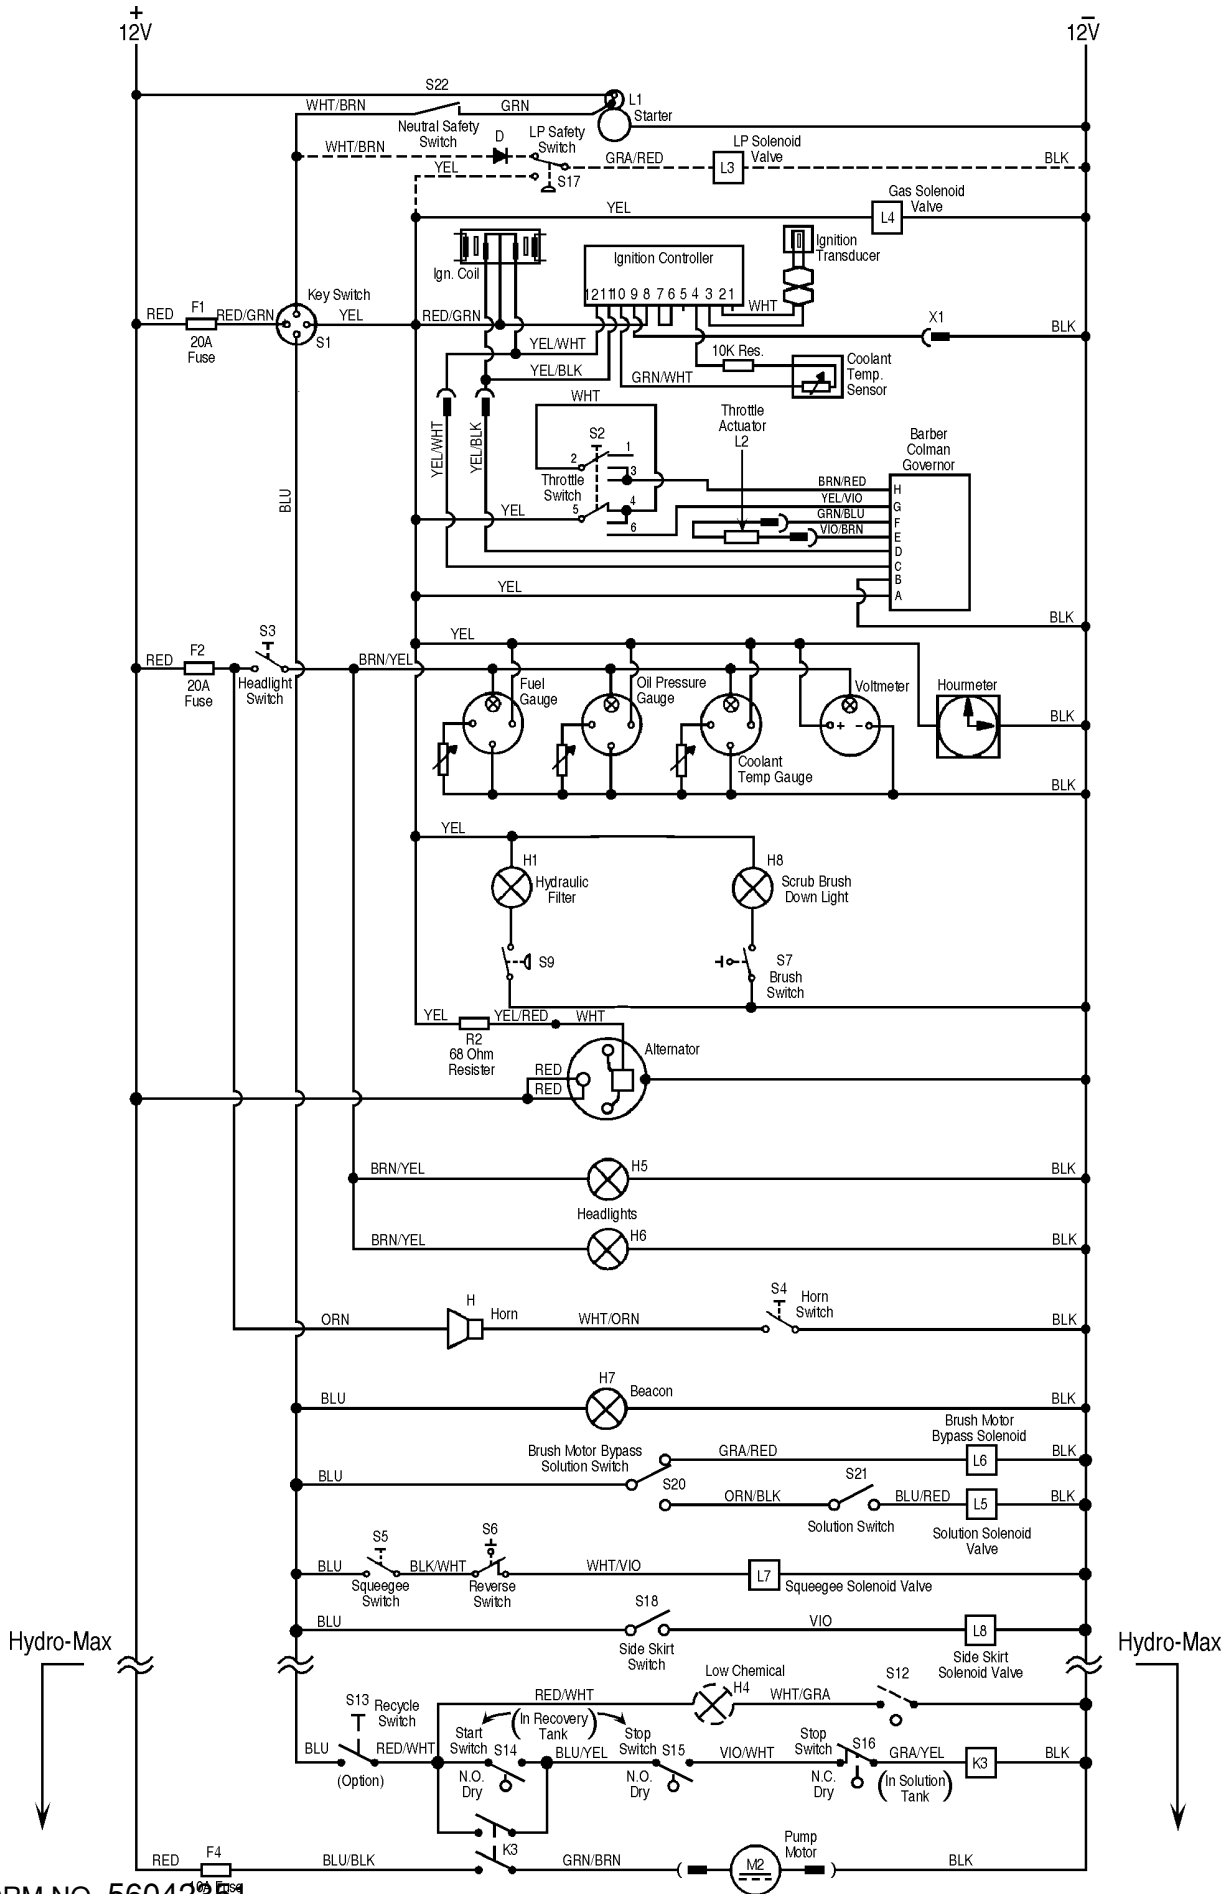 +
12V
−
12V
S22
L1
Starter
WHT/BRN
GRN
Neutral Safety
Switch
D
LP Safety
Switch
WHT/BRN
YEL
S17
GRA/RED
LP Solenoid
Valve
L3
BLK
YEL
Gas Solenoid
Valve
L4
Ign. Coil
Ignition Controller
12 11 10 9 8 7 6 5 4 3 2 1
Ignition
Transducer
WHT
RED
F1
20A
Fuse
RED/GRN
Key Switch
S1
YEL
RED/GRN
X1
BLK
YEL/WHT
YEL/BLK
10K Res.
GRN/WHT
Coolant
Temp.
Sensor
YEL/WHT
YEL/BLK
WHT
S2
1
2
3
Throttle
Switch
4
5
6
YEL
Throttle
Actuator
L2
Barber
Colman
Governor
BRN/RED
YEL/VIO
GRN/BLU
VIO/BRN
H
G
F
E
D
C
B
A
BLU
YEL
BLK
RED
F2
20A
Fuse
S3
Headlight
Switch
BRN/YEL
YEL
Fuel
Gauge
Oil Pressure
Gauge
Coolant
Temp Gauge
Voltmeter
+ −
Hourmeter
BLK
BLK
YEL
H1
Hydraulic
Filter
H8
Scrub Brush
Down Light
S9
S7
Brush
Switch
YEL
R2
68 Ohm
Resister
YEL/RED
WHT
Alternator
RED
RED
BRN/YEL
H5
BLK
Headlights
BRN/YEL
H6
BLK
ORN
H
Horn
WHT/ORN
S4
Horn
Switch
BLK
BLU
H7
Beacon
BLK
BLU
Brush Motor Bypass
Solution Switch
S20
GRA/RED
Brush Motor
Bypass Solenoid
L6
BLK
ORN/BLK
S21
Solution Switch
BLU/RED
L5
BLK
Solution Solenoid
Valve
BLU
S5
Squeegee
Switch
BLK/WHT
S6
Reverse
Switch
WHT/VIO
L7
Squeegee Solenoid Valve
BLU
S18
Side Skirt
Switch
VIO
L8
Side Skirt
Solenoid Valve
Hydro-Max
Hydro-Max
RED/WHT
Low Chemical
H4
WHT/GRA
S12
BLU
S13
Recycle
Switch
(Option)
RED/WHT
Start
Switch
S14
N.O.
Dry
(In Recovery
Tank)
BLU/YEL
Stop
Switch
S15
N.O.
Dry
VIO/WHT
Stop
Switch
S16
N.C.
Dry
GRA/YEL
(In Solution
Tank)
K3
BLK
K3
RED
F4
BLU/BLK
GRN/BRN
Pump
Motor
M2
BLK